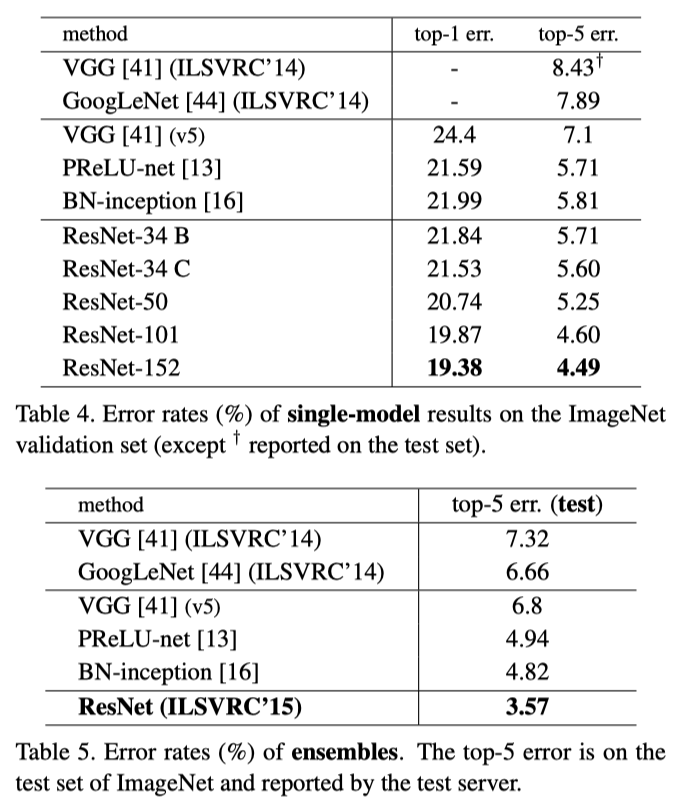 method top-1 err. top-5 err.
VGG [41] (ILSVRC’14) - 8.43†
GoogLeNet [44] (ILSVRC’14) - 7.89
VGG [41] (v5) 24.4 7.1
PReLU-net [13] 21.59 5.71
BN-inception [16] 21.99 5.81
ResNet-34 B 21.84 5.71
ResNet-34 C 21.53 5.60
ResNet-50 20.74 5.25
ResNet-101 19.87 4.60
ResNet-152 19.38 4.49
Table 4. Error rates (%) of single-model results on the ImageNet
validation set (except † reported on the test set).
method top-5 err. (test)
VGG [41] (ILSVRC’14) 7.32
GoogLeNet [44] (ILSVRC’14) 6.66
VGG [41] (v5) 6.8
PReLU-net [13] 4.94
BN-inception [16] 4.82
ResNet (ILSVRC’15) 3.57
Table 5. Error rates (%) of ensembles. The top-5 error is on the
test set of ImageNet and reported by the test server.